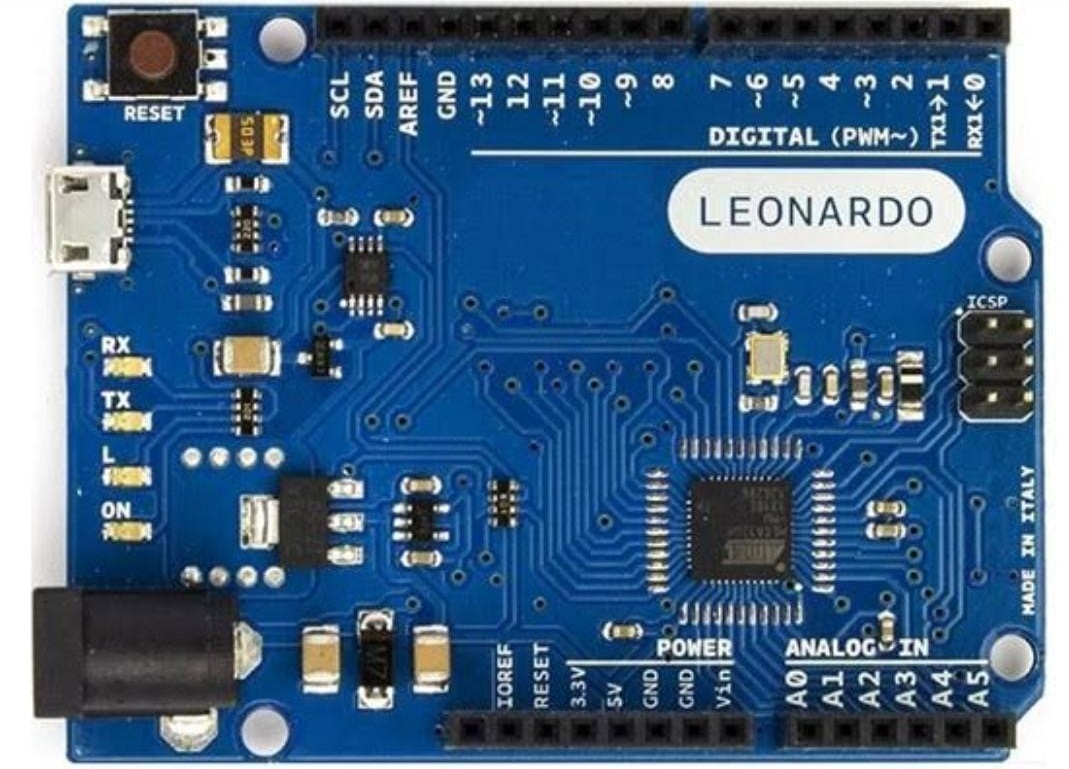 RESET
SCL
SDA
AREF
GND
~13
12
~11
~10
~9
8
7
~6
~5
4
~3
2
TX1→1
RX1←0
DIGITAL (PWM~)
LEONARDO
ICSP
RX
TX
L
ON
MADE IN ITALY
POWER
ANALOG IN
IOREF
RESET
3.3V
5V
GND
GND
Vin
A0
A1
A2
A3
A4
A5